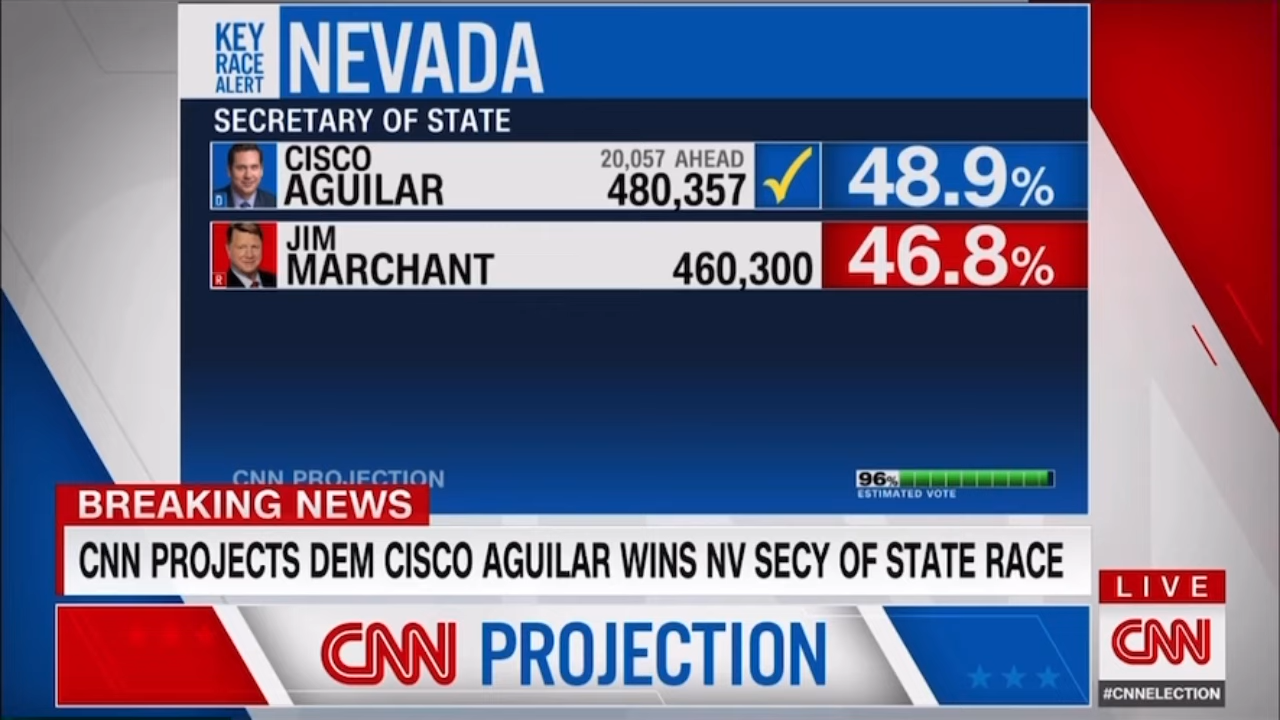 KEY
RACE
ALERT
NEVADA
SECRETARY OF STATE
CISCO
AGUILAR
D
20,057 AHEAD
480,357
48.9%
JIM
MARCHANT
R
460,300
46.8%
CNN PROJECTION
96%
ESTIMATED VOTE
BREAKING NEWS
CNN PROJECTS DEM CISCO AGUILAR WINS NV SECY OF STATE RACE
CNN PROJECTION
LIVE
CNN
#CNNELECTION